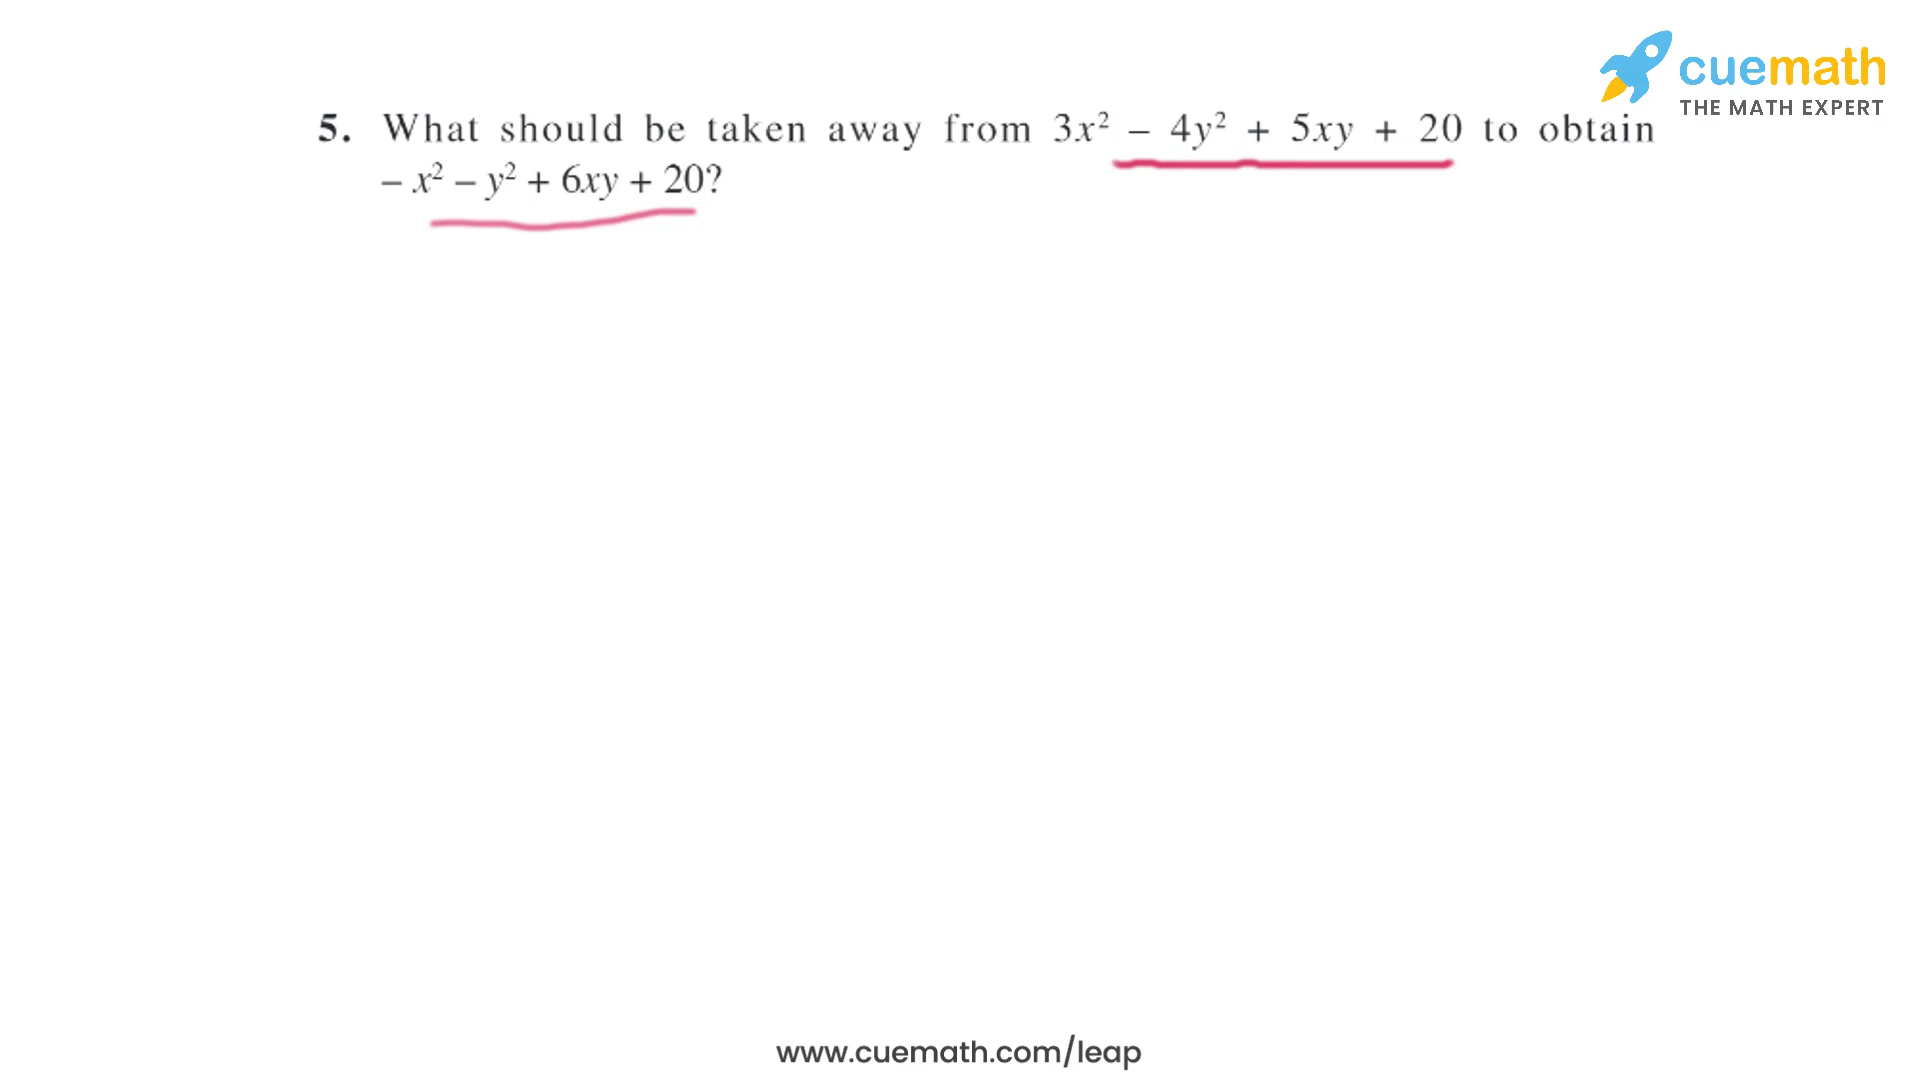 cuemath
THE MATH EXPERT
5. What should be taken away from 3x² – 4y² + 5xy + 20 to obtain
– x² – y² + 6xy + 20?
www.cuemath.com/leap